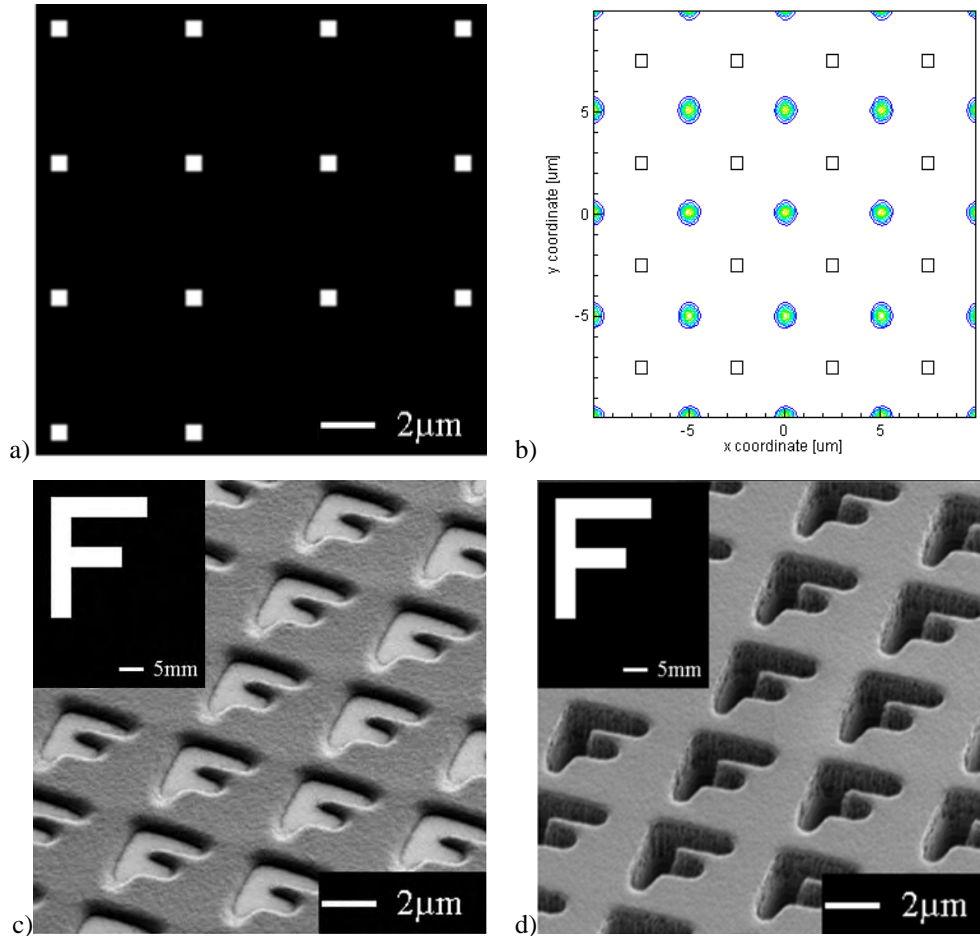 2μm
a)
5
0
-5
y coordinate [um]
-5
0
5
x coordinate [um]
b)
F
5mm
2μm
c)
F
5mm
2μm
d)